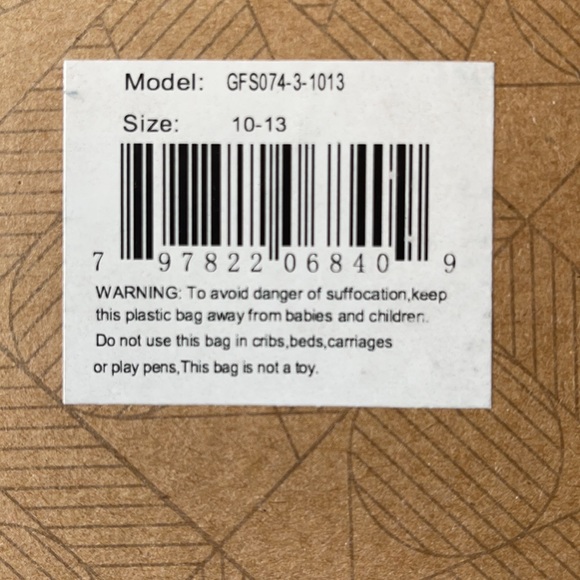 Model: GFS074-3-1013
Size: 10-13
7 97822 06840 9
WARNING: To avoid danger of suffocation,keep
this plastic bag away from babies and children.
Do not use this bag in cribs,beds,carriages
or play pens,This bag is not a toy.